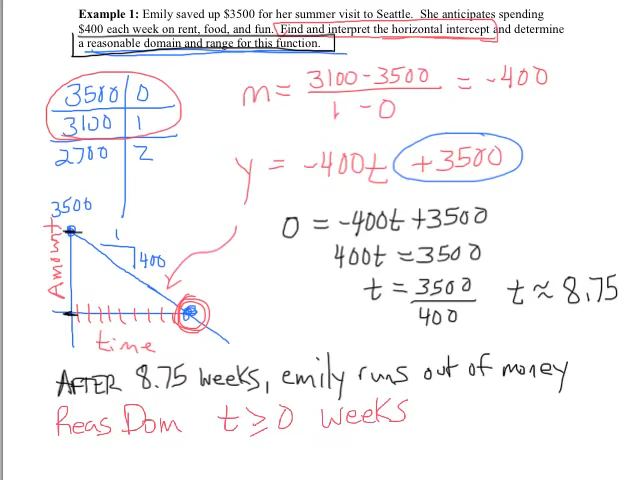 Example 1: Emily saved up $3500 for her summer visit to Seattle. She anticipates spending
$400 each week on rent, food, and fun. Find and interpret the horizontal intercept and determine
a reasonable domain and range for this function.
3500 0
3100 1
2700 2
m = 3100-3500 / 1-0 = -400
y = -400t +3500
3500
1
400
Amount
time
0 = -400t +3500
400t = 3500
t = 3500 / 400 t ≈ 8.75
AFTER 8.75 weeks, emily runs out of money
Reas Dom t ≥ 0 weeks